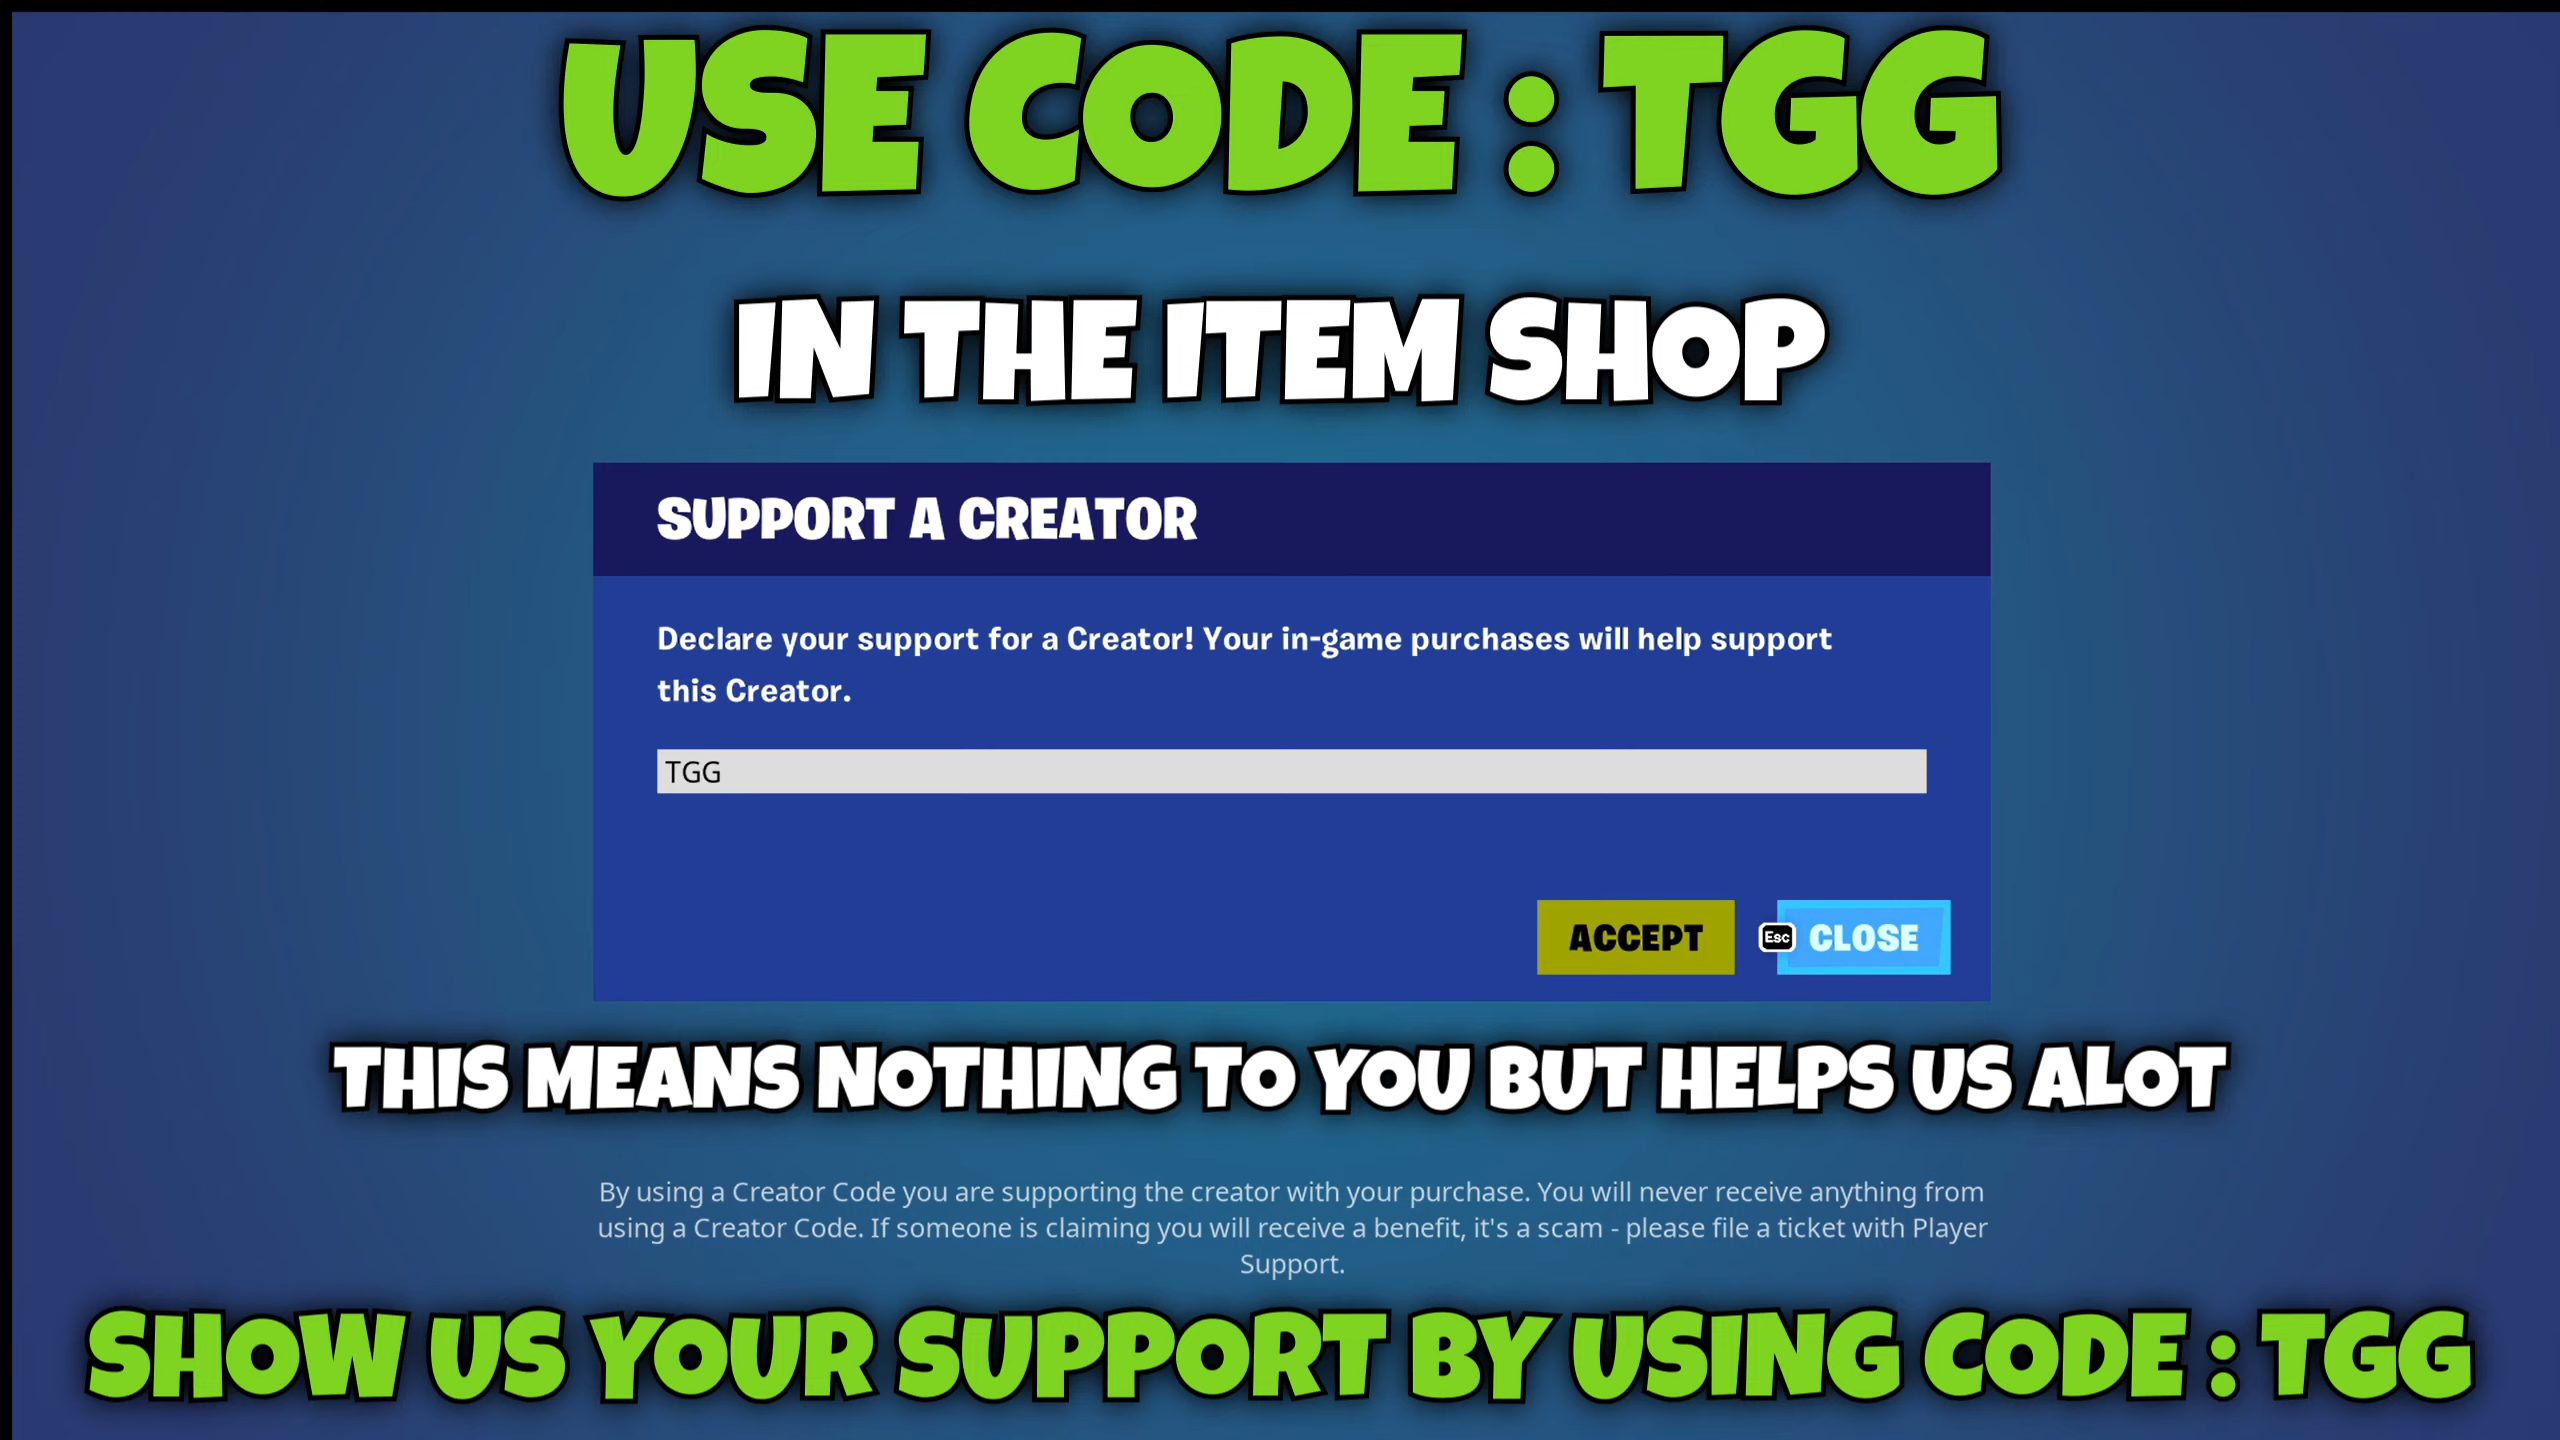 USE CODE : TGG
IN THE ITEM SHOP
SUPPORT A CREATOR
Declare your support for a Creator! Your in-game purchases will help support
this Creator.
TGG
ACCEPT
Esc CLOSE
THIS MEANS NOTHING TO YOU BUT HELPS US ALOT
By using a Creator Code you are supporting the creator with your purchase. You will never receive anything from
using a Creator Code. If someone is claiming you will receive a benefit, it's a scam - please file a ticket with Player
Support.
SHOW US YOUR SUPPORT BY USING CODE : TGG